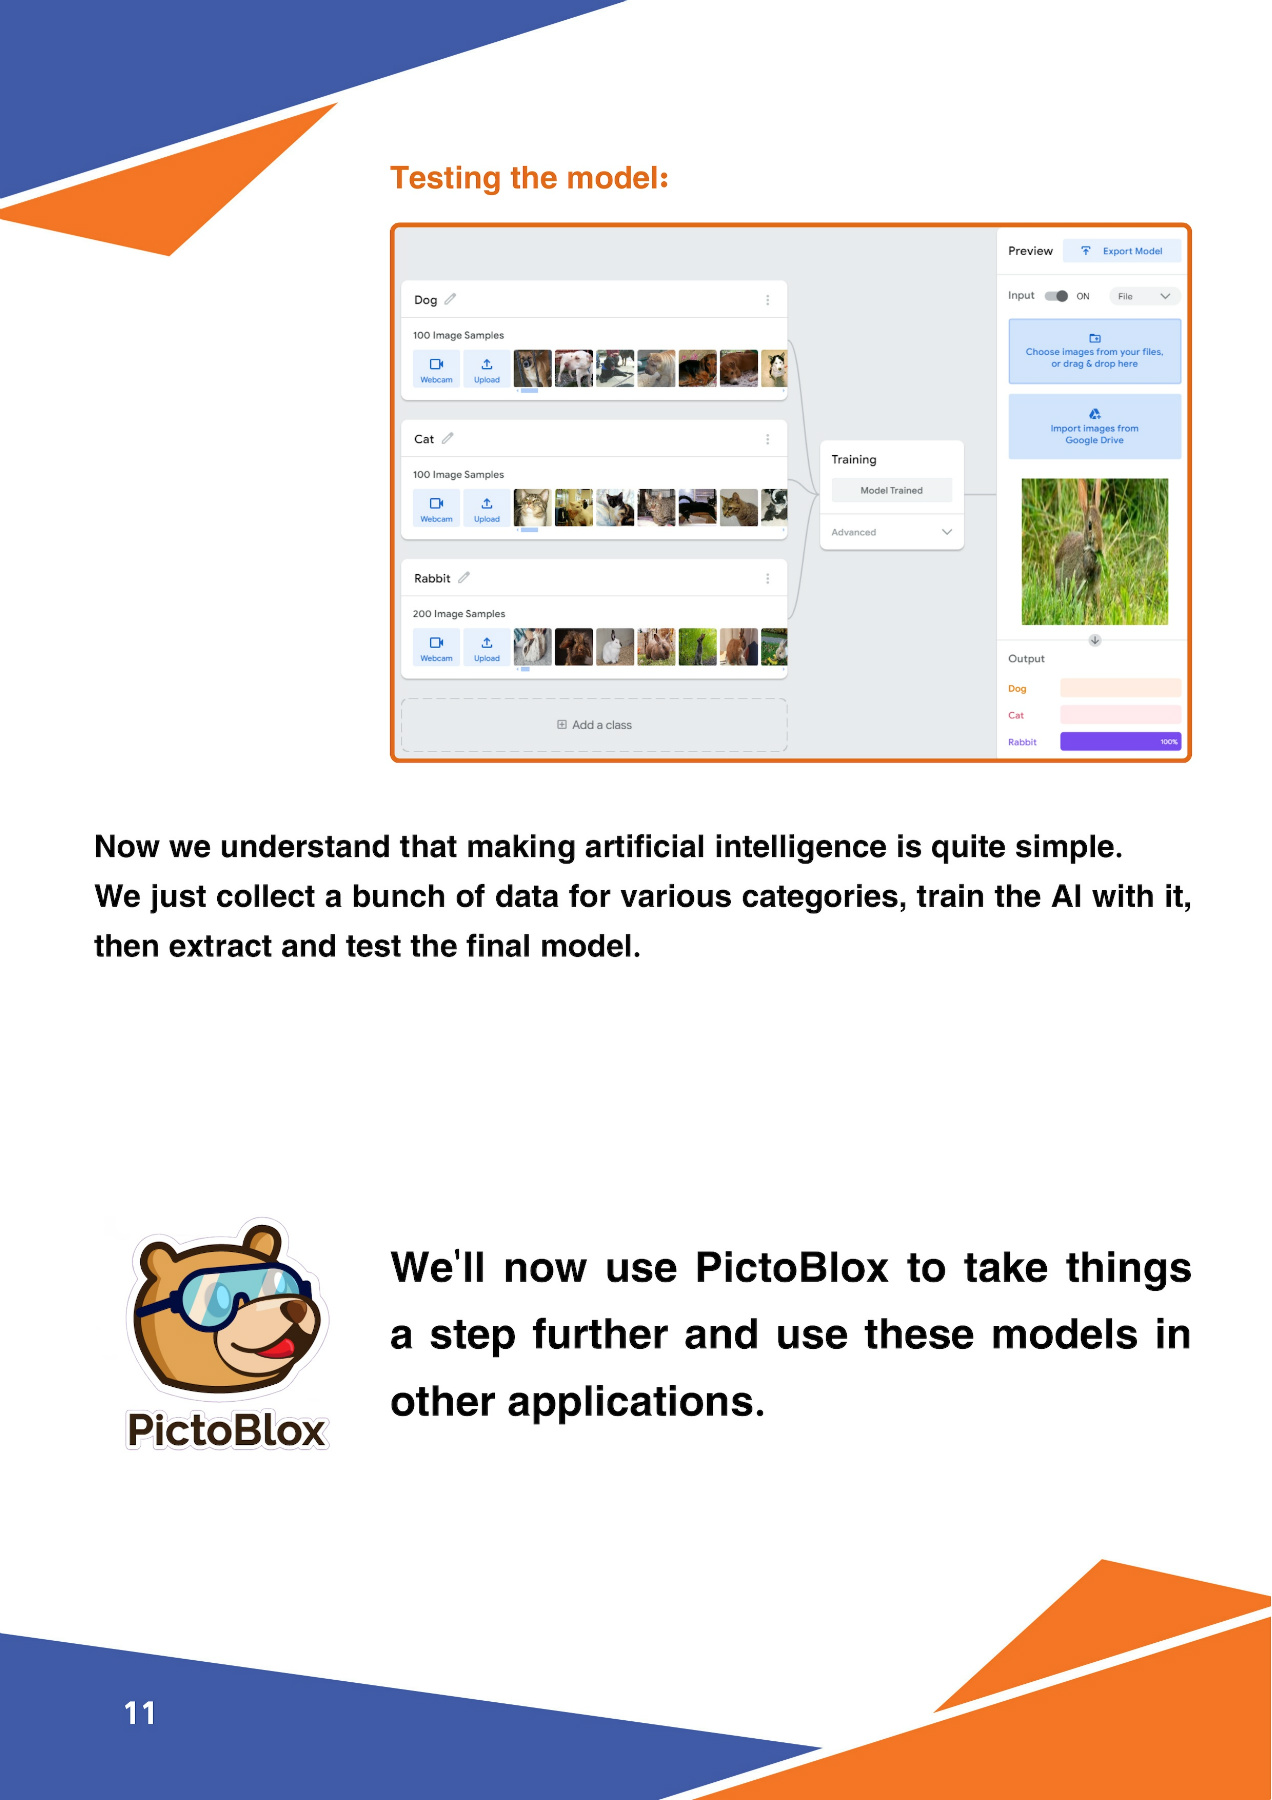 Testing the model:
Dog
100 Image Samples
Webcam
Upload
Cat
100 Image Samples
Webcam
Upload
Rabbit
200 Image Samples
Webcam
Upload
Add a class
Training
Model Trained
Advanced
Preview
Export Model
Input ON File
Choose images from your files,
or drag & drop here
Import images from
Google Drive
Output
Dog
Cat
Rabbit 100%
Now we understand that making artificial intelligence is quite simple.
We just collect a bunch of data for various categories, train the AI with it,
then extract and test the final model.
PictoBlox
We'll now use PictoBlox to take things
a step further and use these models in
other applications.
11